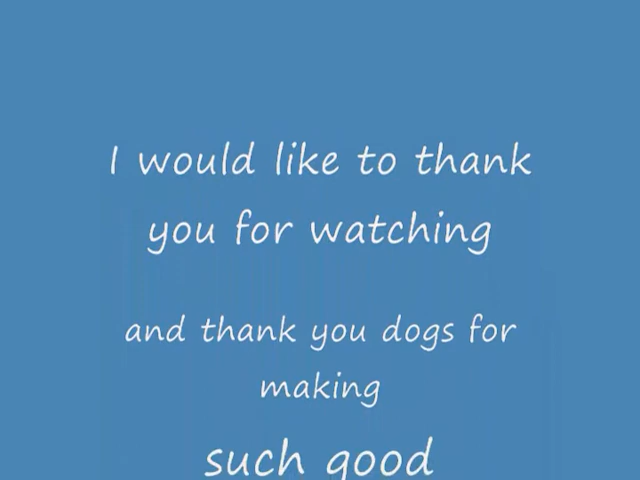 I would like to thank
you for watching
and thank you dogs for
making
such good